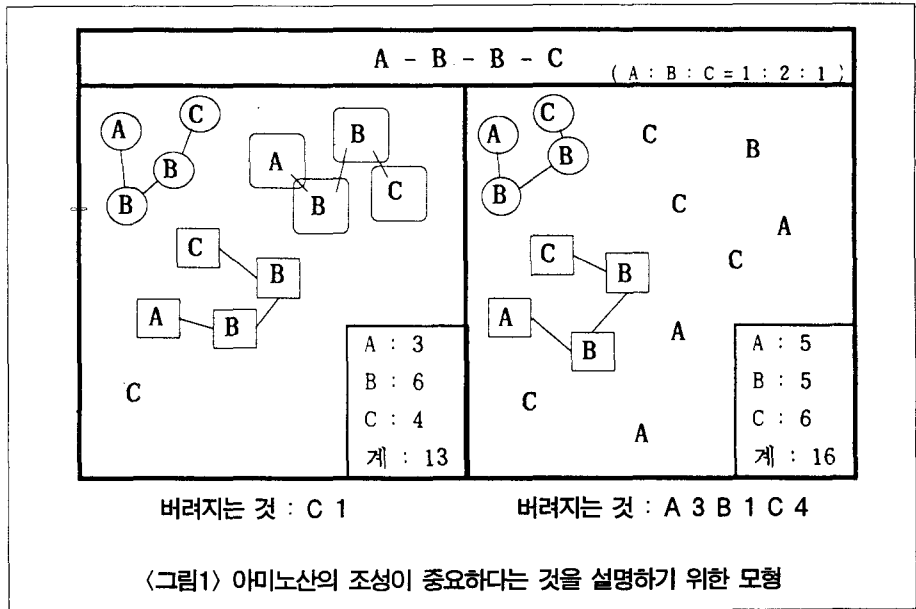 A - B - B - C
( A : B : C = 1 : 2 : 1 )
A
C
B
B
A
B
B
C
C
B
A
B
C
A : 3
B : 6
C : 4
계 : 13
A
C
B
B
C
B
C
A
C
C
B
A
B
A
C
A
A : 5
B : 5
C : 6
계 : 16
버려지는 것 : C 1
버려지는 것 : A 3 B 1 C 4
〈그림1〉 아미노산의 조성이 중요하다는 것을 설명하기 위한 모형